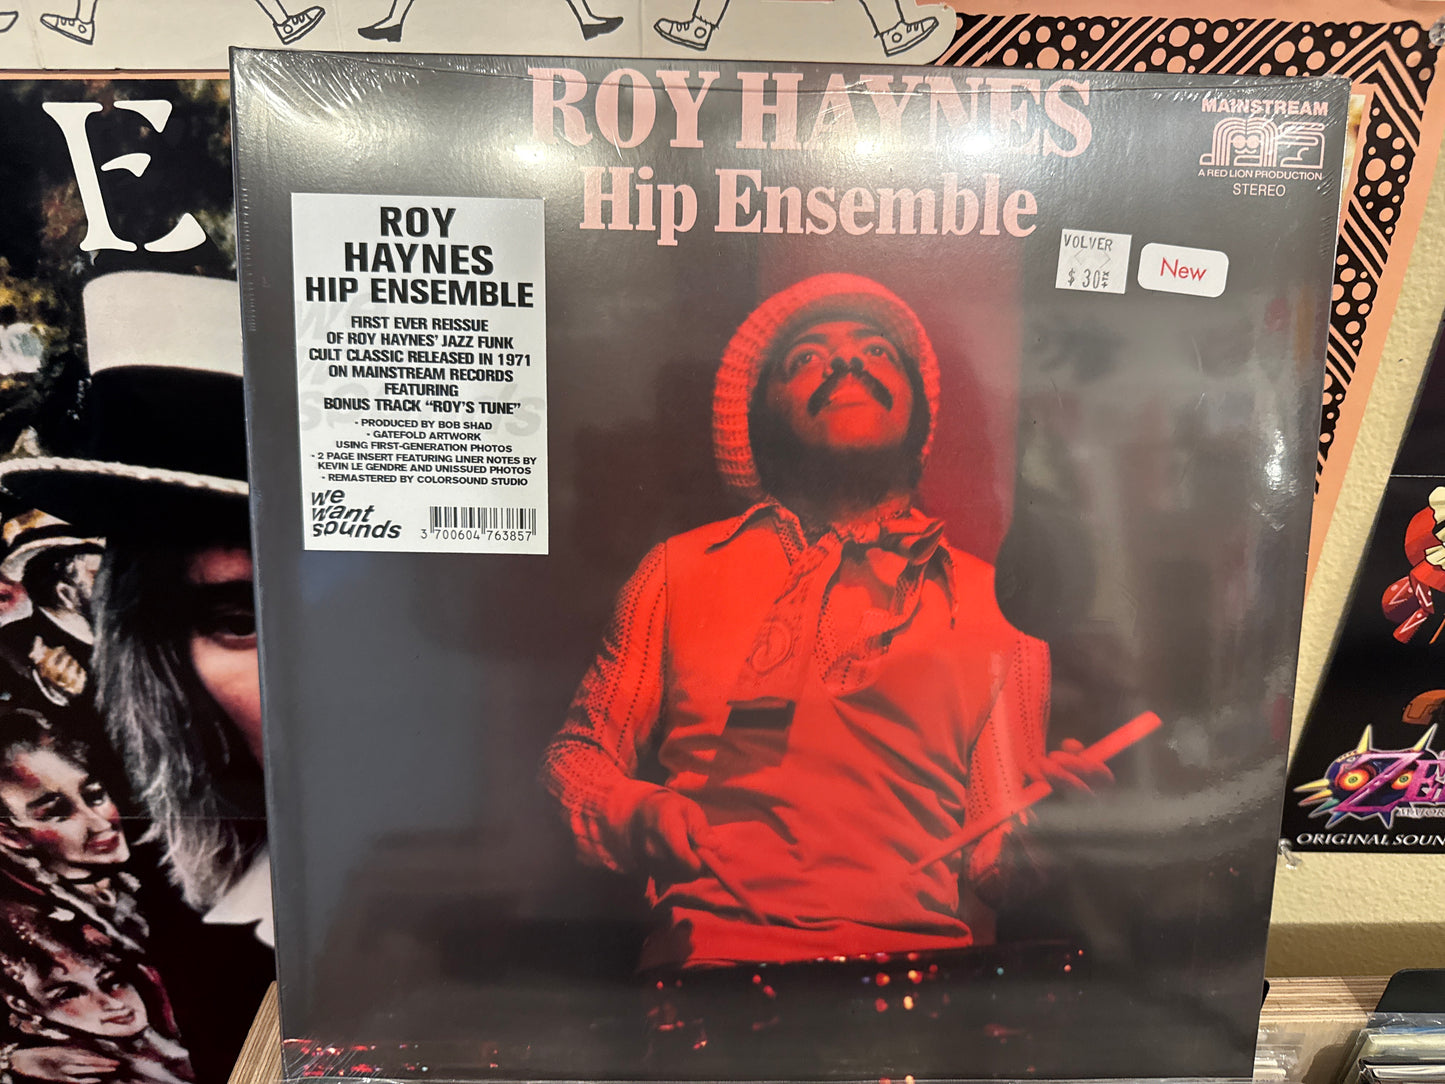 E
ROY HAYNES
Hip Ensemble
MAINSTREAM
A RED LION PRODUCTION
STEREO
VOLVER
$ 30
New
ROY
HAYNES
HIP ENSEMBLE
FIRST EVER REISSUE
OF ROY HAYNES' JAZZ FUNK
CULT CLASSIC RELEASED IN 1971
ON MAINSTREAM RECORDS
FEATURING
BONUS TRACK “ROY’S TUNE”
- PRODUCED BY BOB SHAD
- GATEFOLD ARTWORK
USING FIRST-GENERATION PHOTOS
- 2 PAGE INSERT FEATURING LINER NOTES BY
KEVIN LE GENDRE AND UNISSUED PHOTOS
- REMASTERED BY COLORSOUND STUDIO
we
want
sounds
3 700604 763857
ORIGINAL SOUN